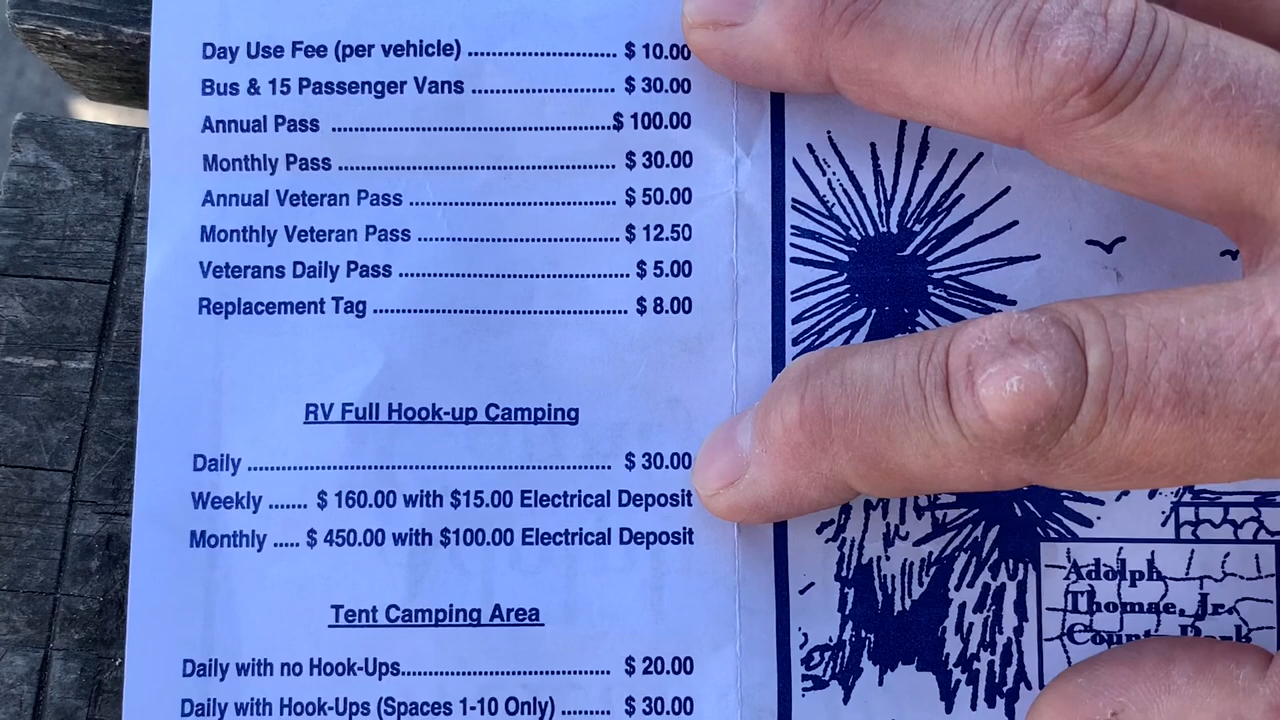 Day Use Fee (per vehicle) ............................... $ 10.00
Bus & 15 Passenger Vans ............................... $ 30.00
Annual Pass ............................................................$ 100.00
Monthly Pass ............................................................ $ 30.00
Annual Veteran Pass ............................................ $ 50.00
Monthly Veteran Pass ........................................... $ 12.50
Veterans Daily Pass ................................................ $ 5.00
Replacement Tag ..................................................... $ 8.00
RV Full Hook-up Camping
Daily .............................................................................. $ 30.00
Weekly ....... $ 160.00 with $15.00 Electrical Deposit
Monthly ..... $ 450.00 with $100.00 Electrical Deposit
Tent Camping Area
Daily with no Hook-Ups............................................. $ 20.00
Daily with Hook-Ups (Spaces 1-10 Only) ......... $ 30.00
Adolph
Thomae, Jr.
County Park